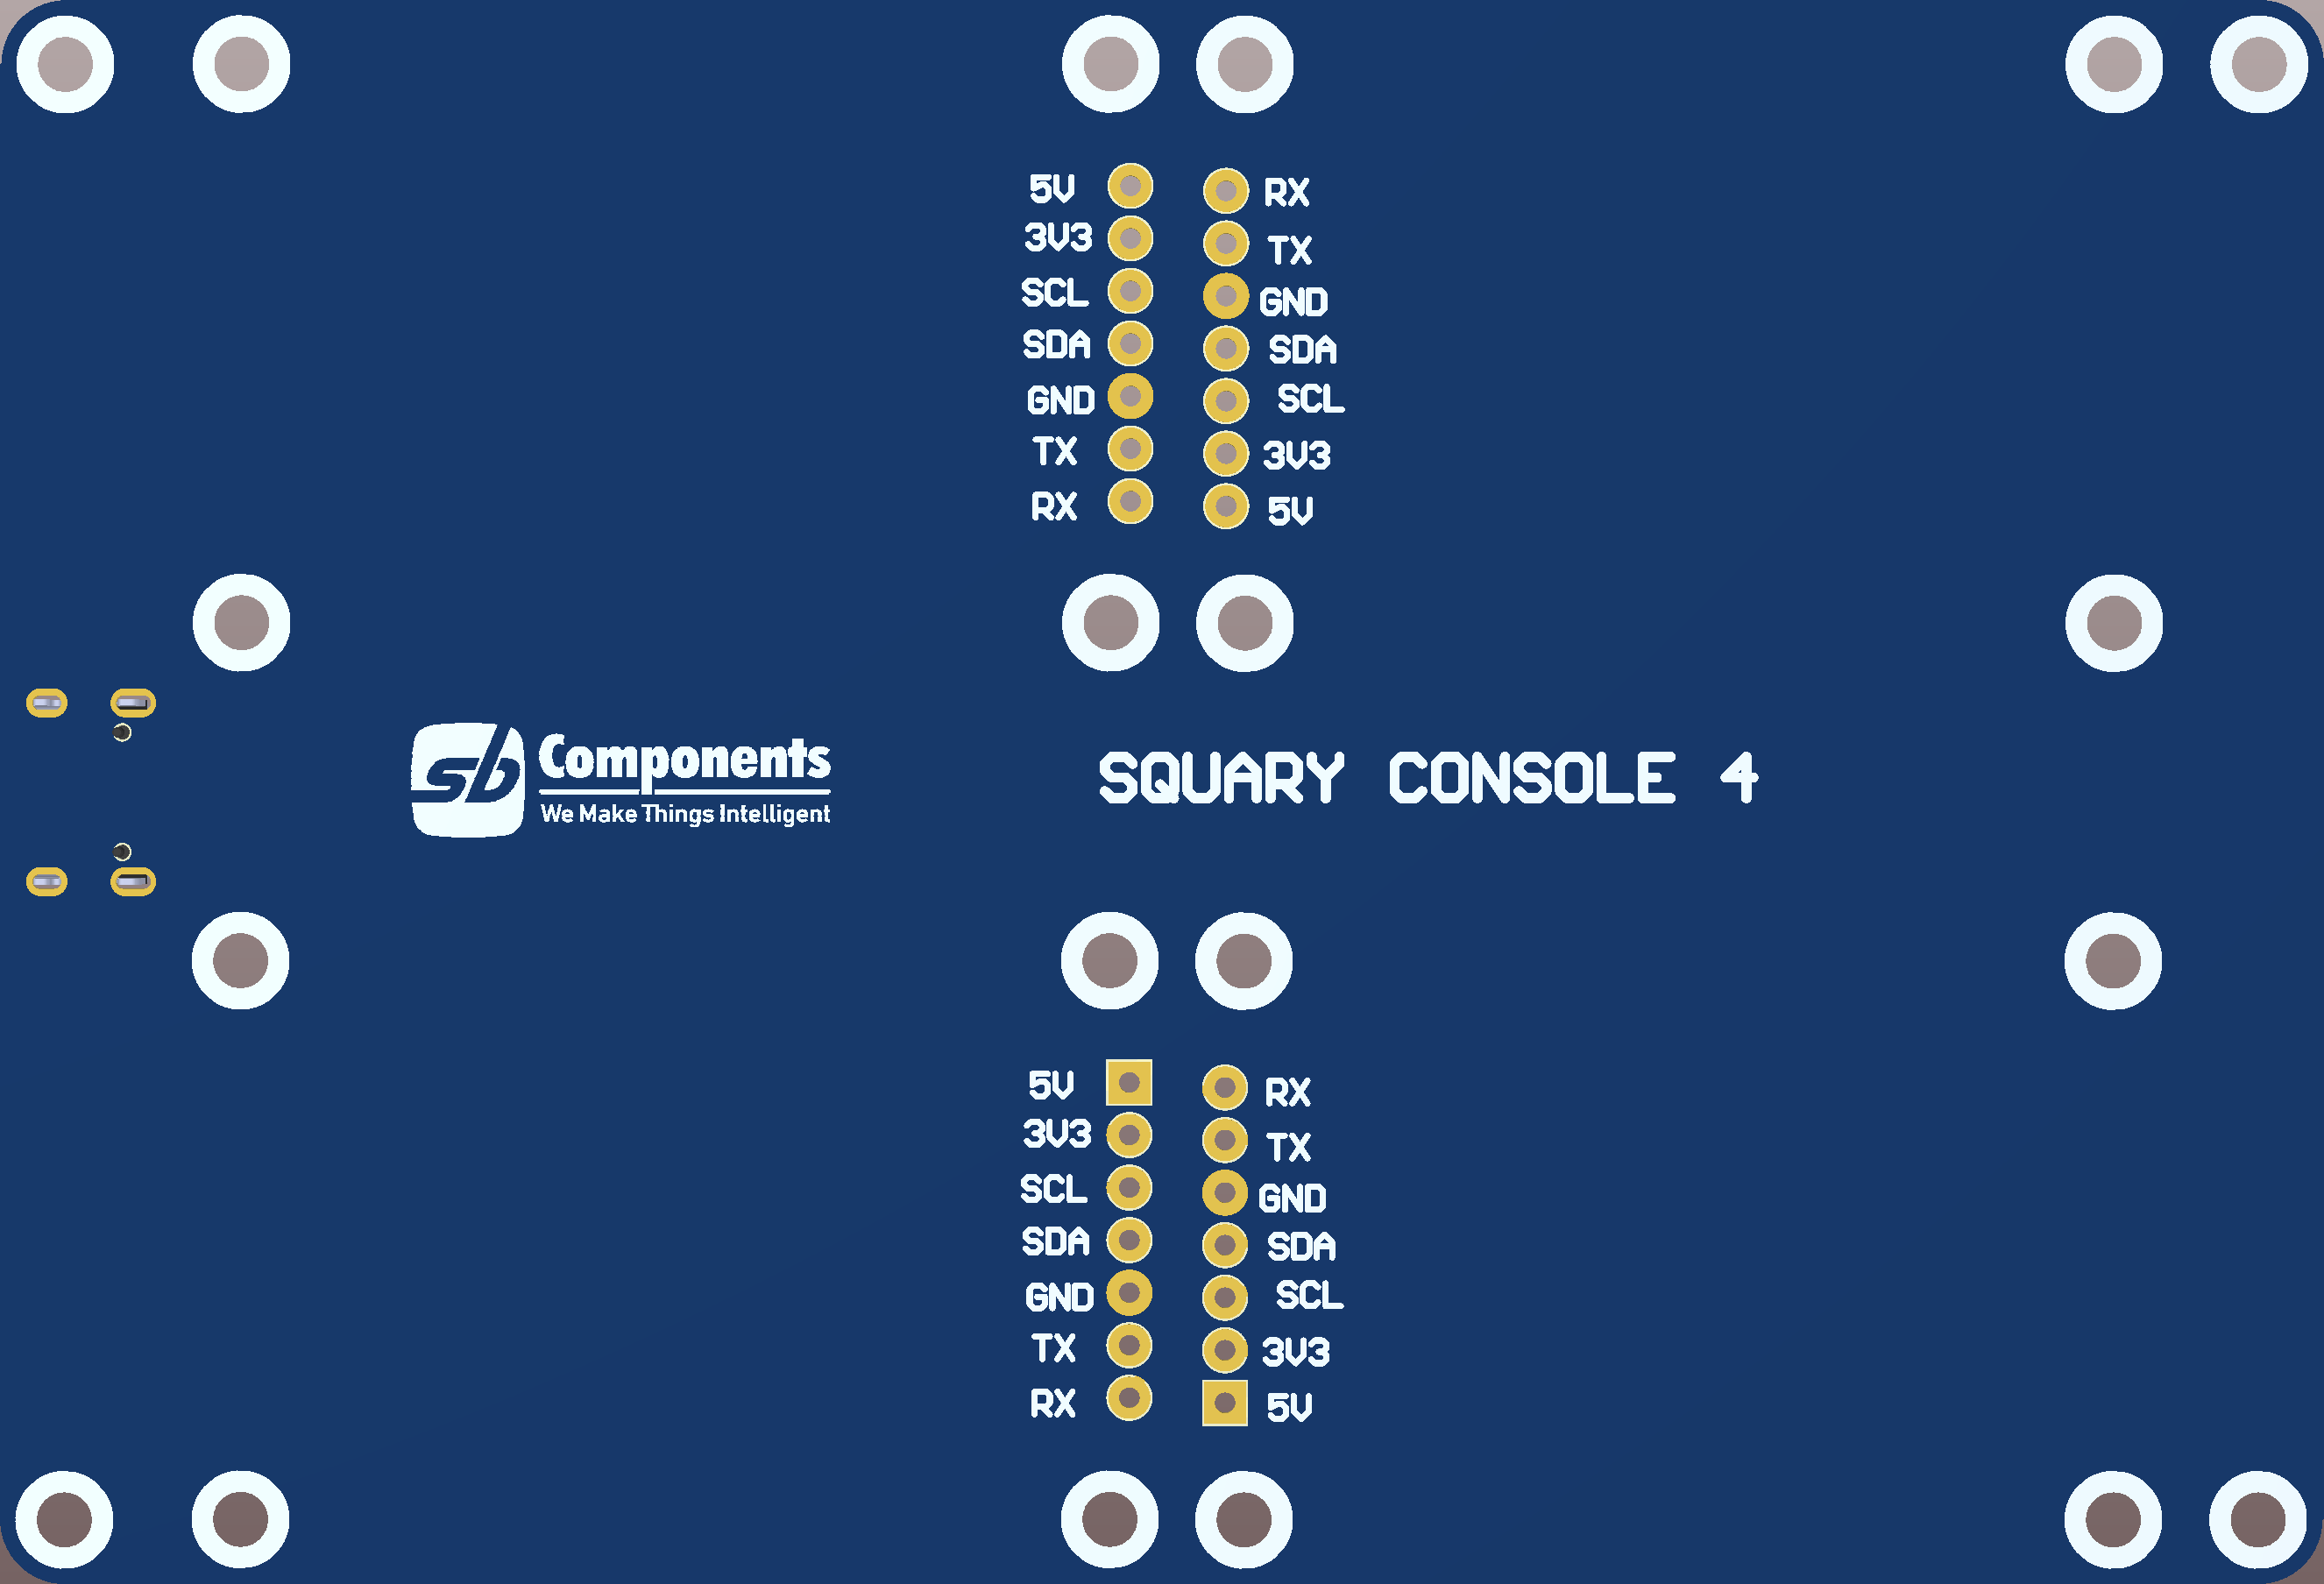 5V RX
3V3 TX
SCL GND
SDA SDA
GND SCL
TX 3V3
RX 5V
sb Components
We Make Things Intelligent
SQUARY CONSOLE 4
5V RX
3V3 TX
SCL GND
SDA SDA
GND SCL
TX 3V3
RX 5V